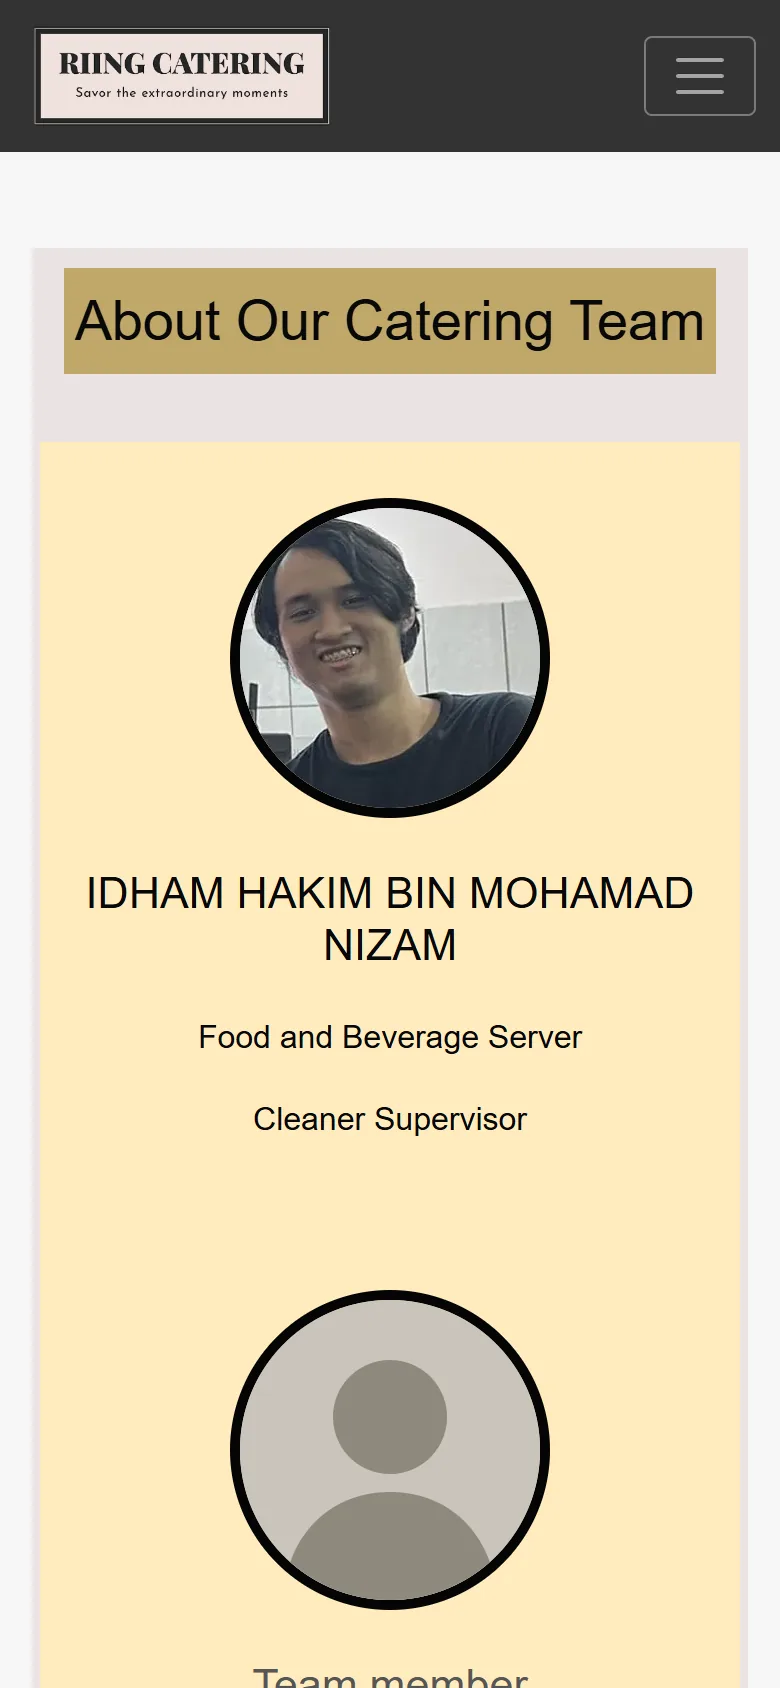 RIING CATERING
Savor the extraordinary moments
About Our Catering Team
IDHAM HAKIM BIN MOHAMAD
NIZAM
Food and Beverage Server
Cleaner Supervisor
Team member